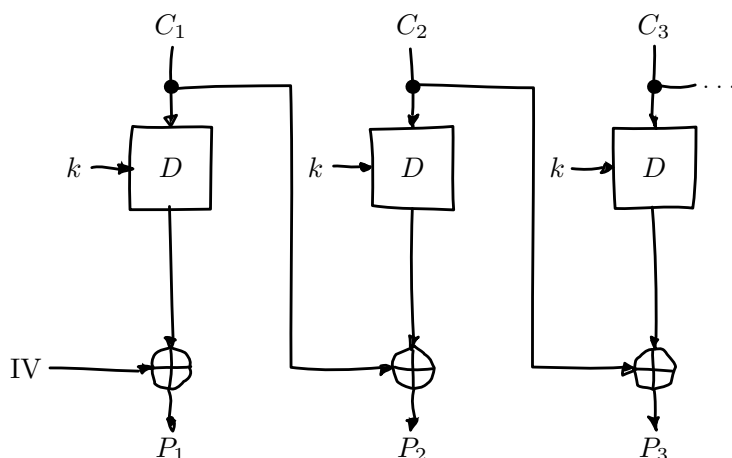 C₁ C₂ C₃
...
k D k D k D
IV
P₁ P₂ P₃